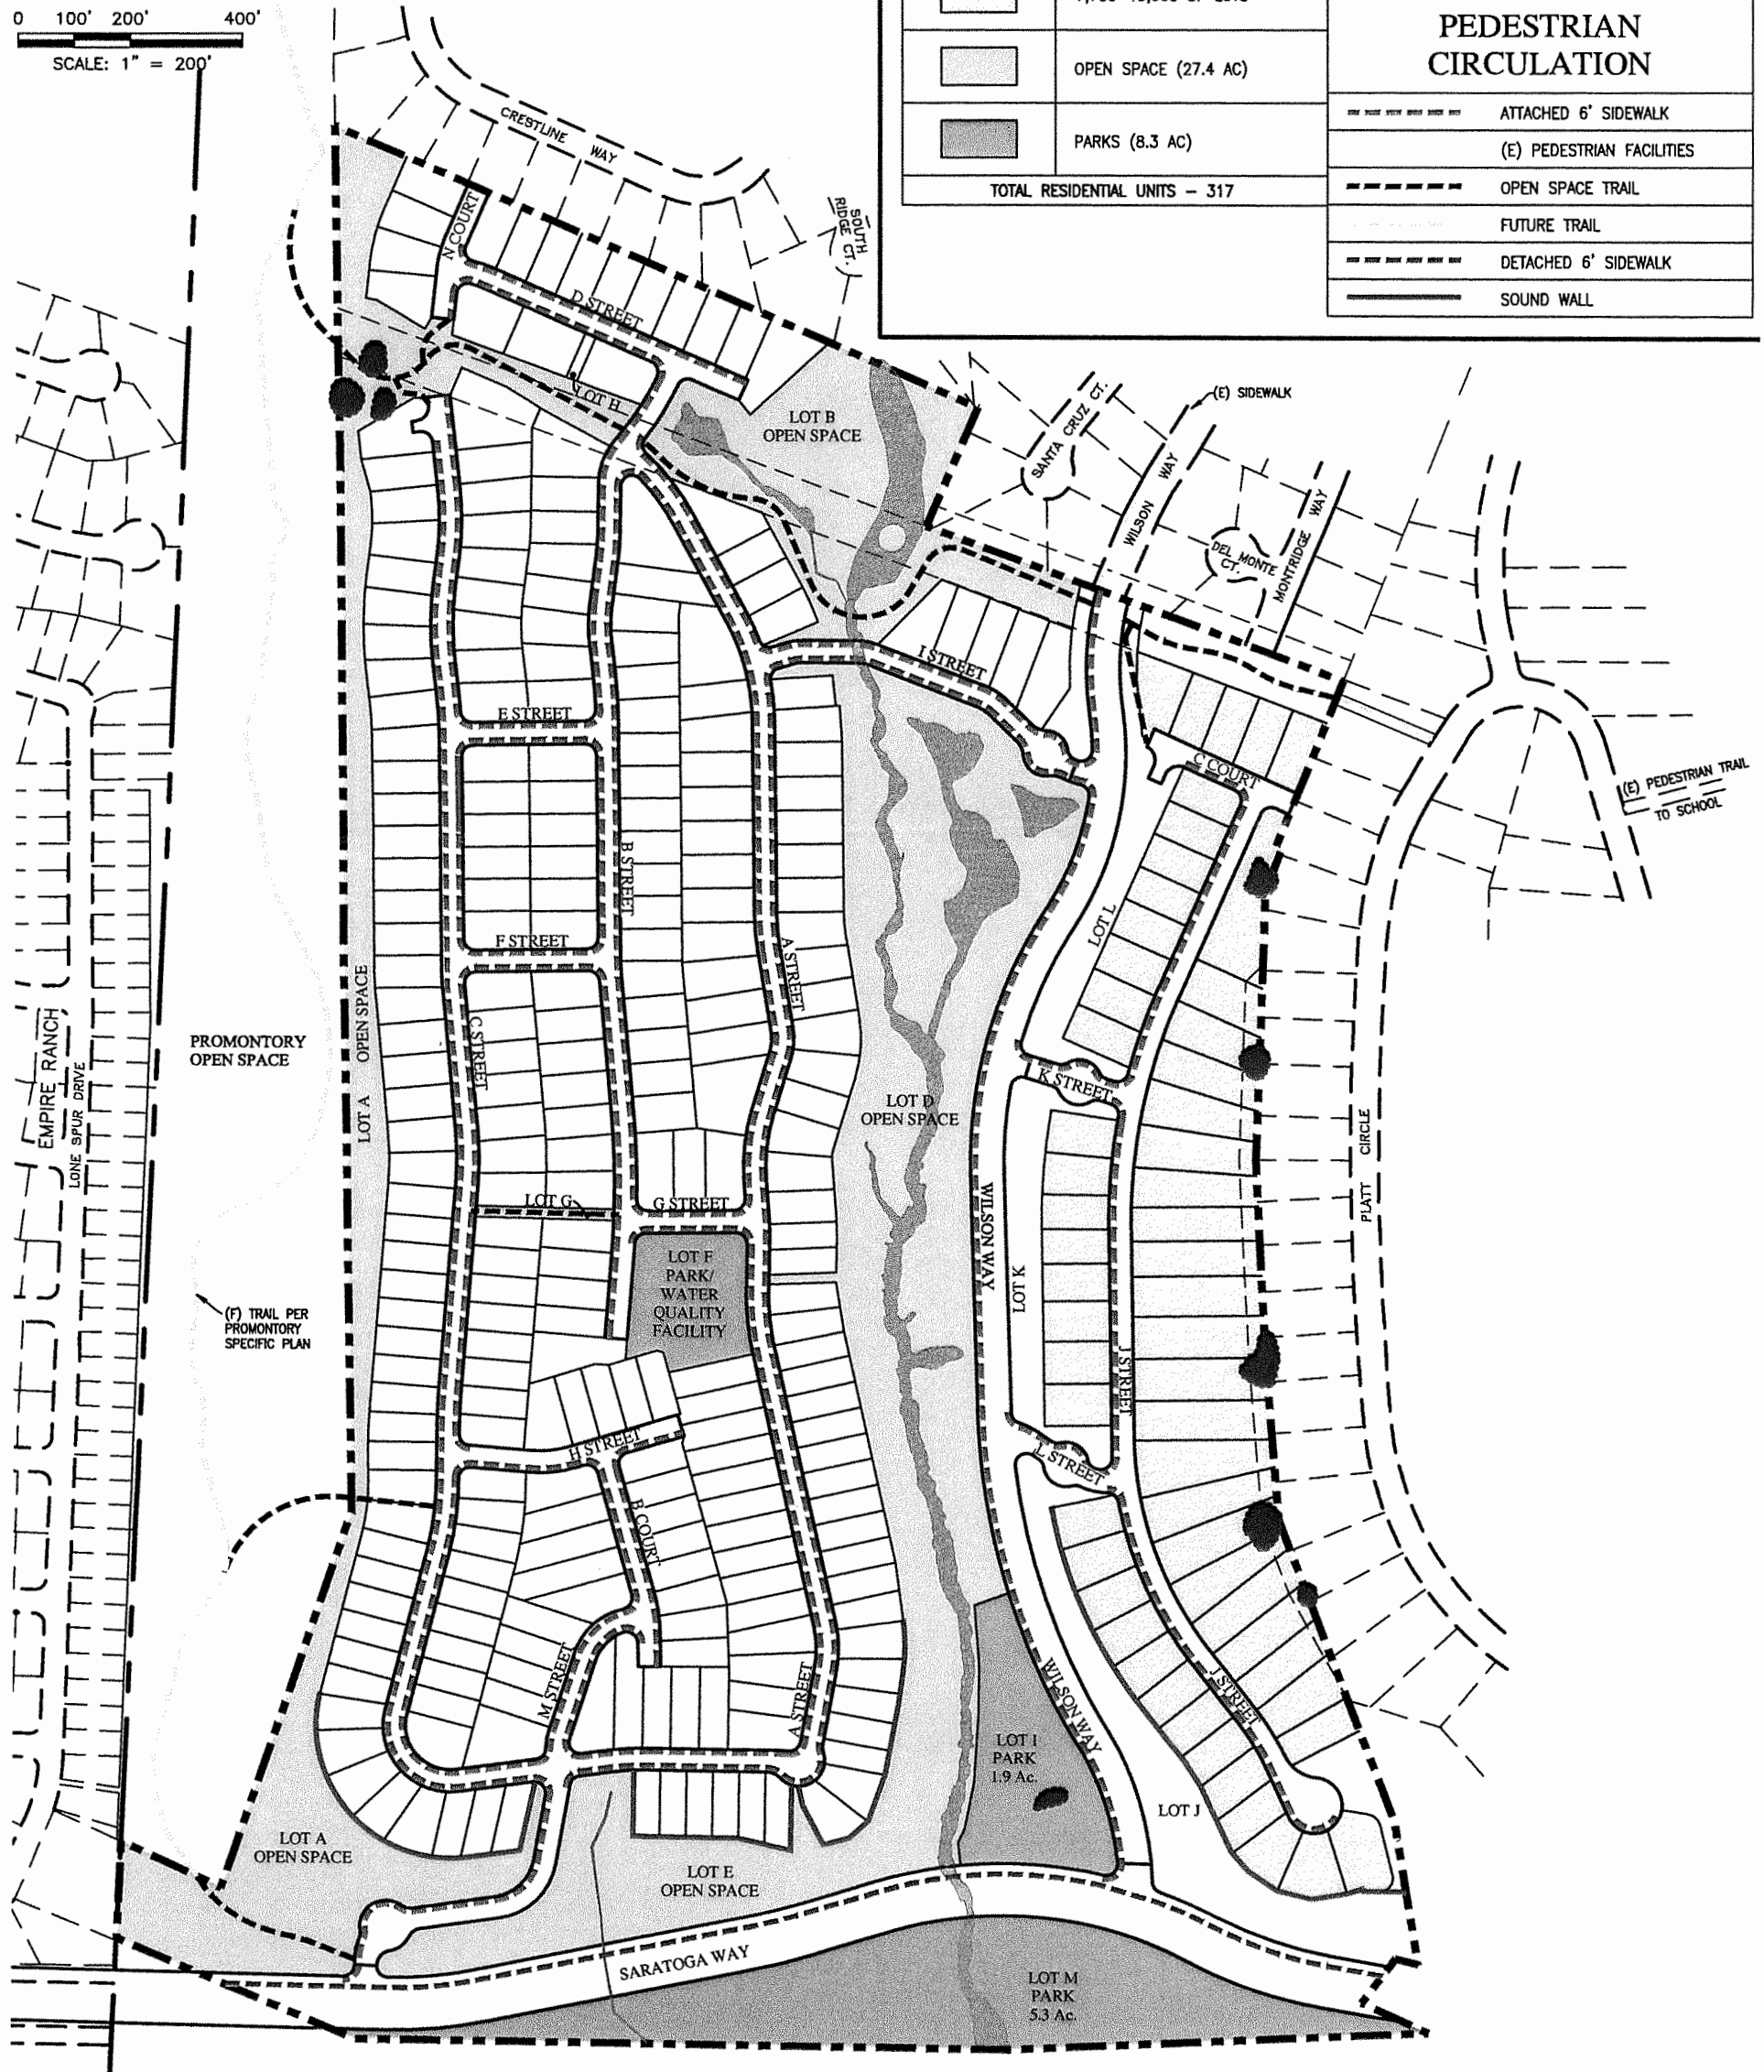 0 100' 200' 400'
SCALE: 1" = 200'
OPEN SPACE (27.4 AC)
PARKS (8.3 AC)
TOTAL RESIDENTIAL UNITS - 317
PEDESTRIAN
CIRCULATION
ATTACHED 6' SIDEWALK
(E) PEDESTRIAN FACILITIES
OPEN SPACE TRAIL
FUTURE TRAIL
DETACHED 6' SIDEWALK
SOUND WALL
CRESTLINE WAY
SOUTH
RIDGE CT.
N COURT
D STREET
LOT H
LOT B
OPEN SPACE
SANTA CRUZ CT.
(E) SIDEWALK
WILSON WAY
DEL MONTE
CT.
MONTRIDGE WAY
I STREET
E STREET
C COURT
(E) PEDESTRIAN TRAIL
TO SCHOOL
B STREET
F STREET
A STREET
LOT L
LOT A OPEN SPACE
C STREET
PROMONTORY
OPEN SPACE
EMPIRE RANCH
LONE SPUR DRIVE
K STREET
LOT D
OPEN SPACE
PLATT CIRCLE
LOT G
G STREET
WILSON WAY
LOT F
PARK/
WATER
QUALITY
FACILITY
LOT K
(F) TRAIL PER
PROMONTORY
SPECIFIC PLAN
J STREET
H STREET
L STREET
B COURT
M STREET
A STREET
WILSON WAY
J STREET
LOT I
PARK
1.9 Ac.
LOT J
LOT A
OPEN SPACE
LOT E
OPEN SPACE
SARATOGA WAY
LOT M
PARK
5.3 Ac.